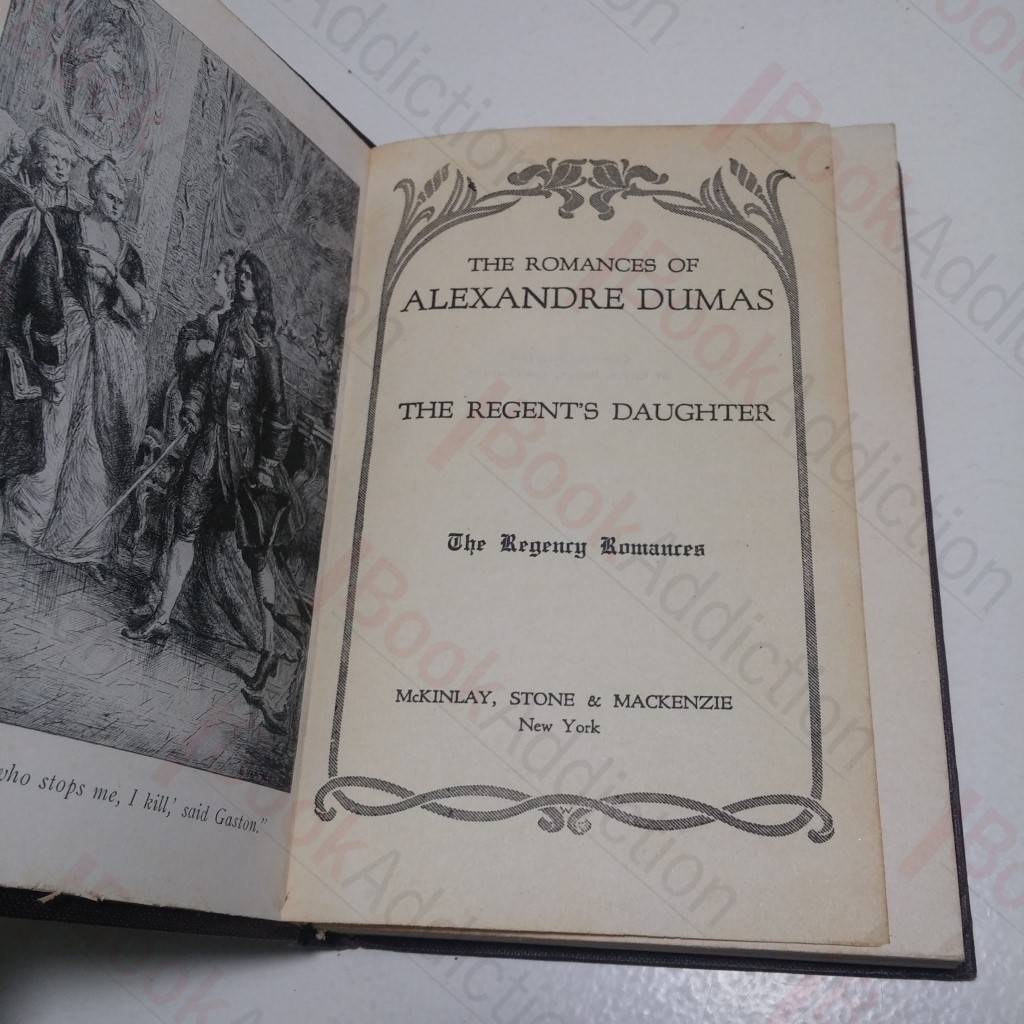 who stops me, I kill,' said Gaston."
THE ROMANCES OF
ALEXANDRE DUMAS
THE REGENT'S DAUGHTER
The Regency Romances
McKINLAY, STONE & MACKENZIE
New York
BookAddiction